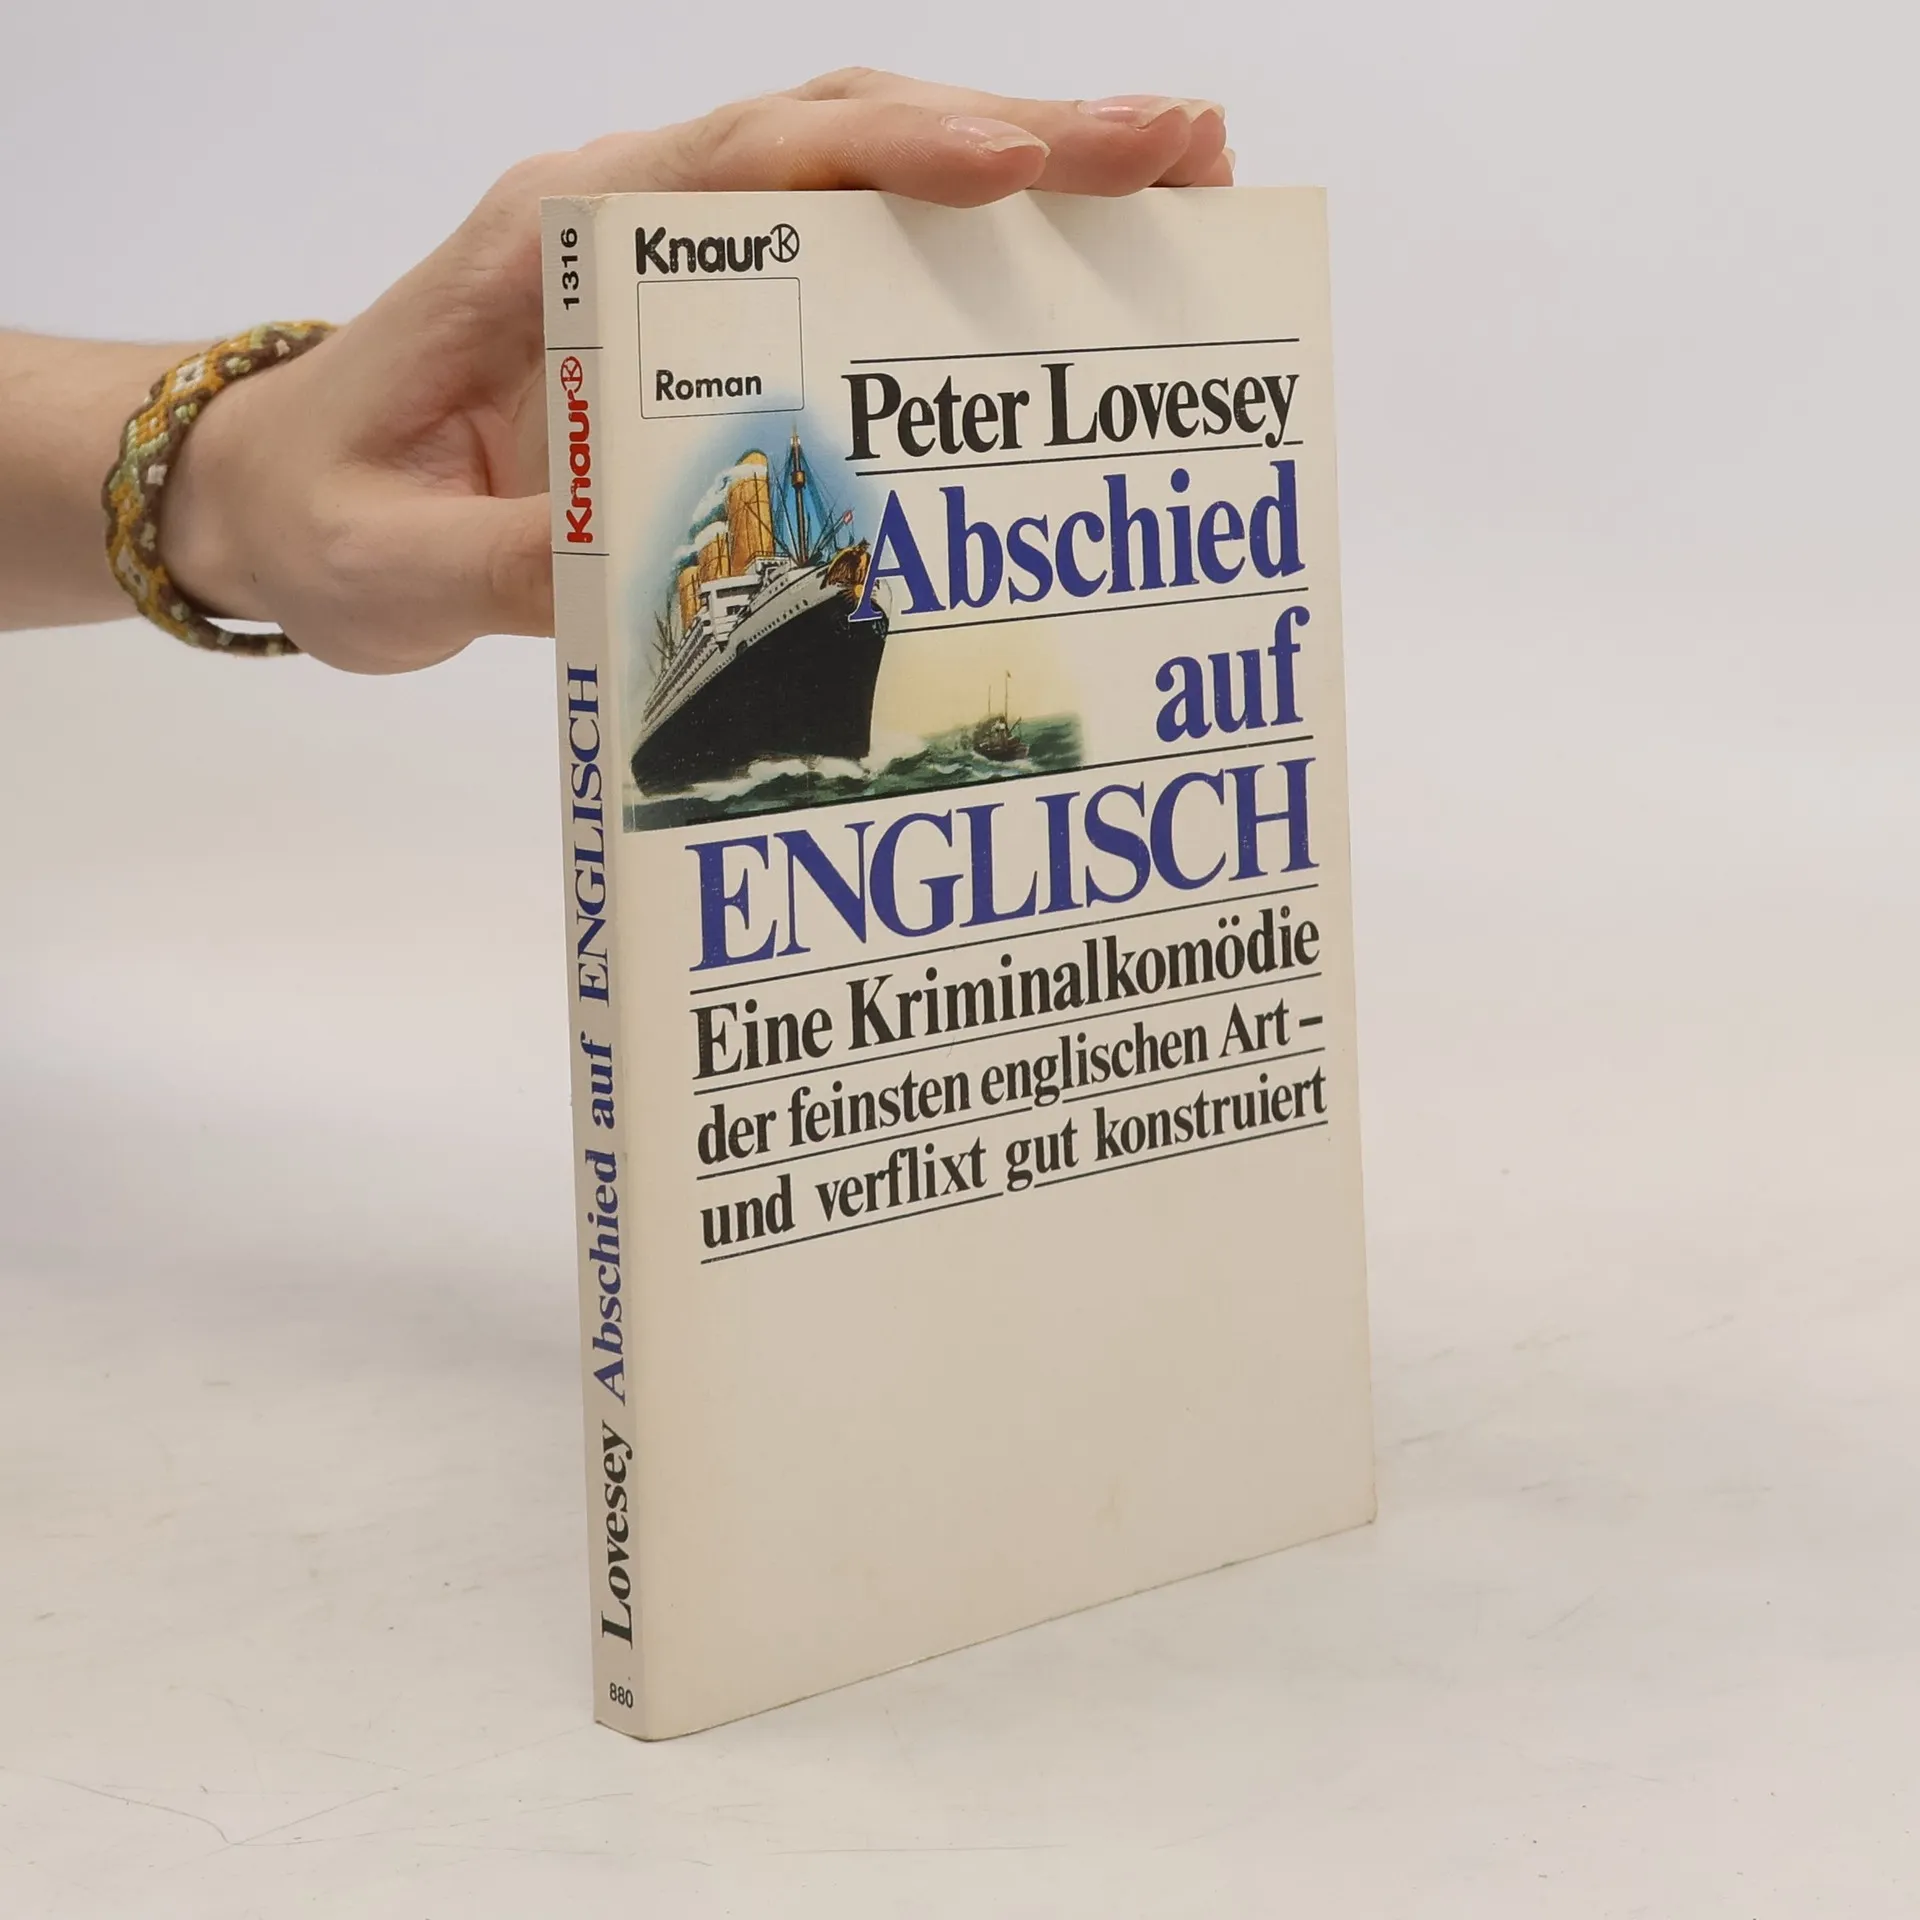 Knaur
Roman
Peter Lovesey
Abschied
auf
ENGLISCH
Eine Kriminalkomödie
der feinsten englischen Art –
und verflixt gut konstruiert
1316
Knaur
Lovesey Abschied auf ENGLISCH
880